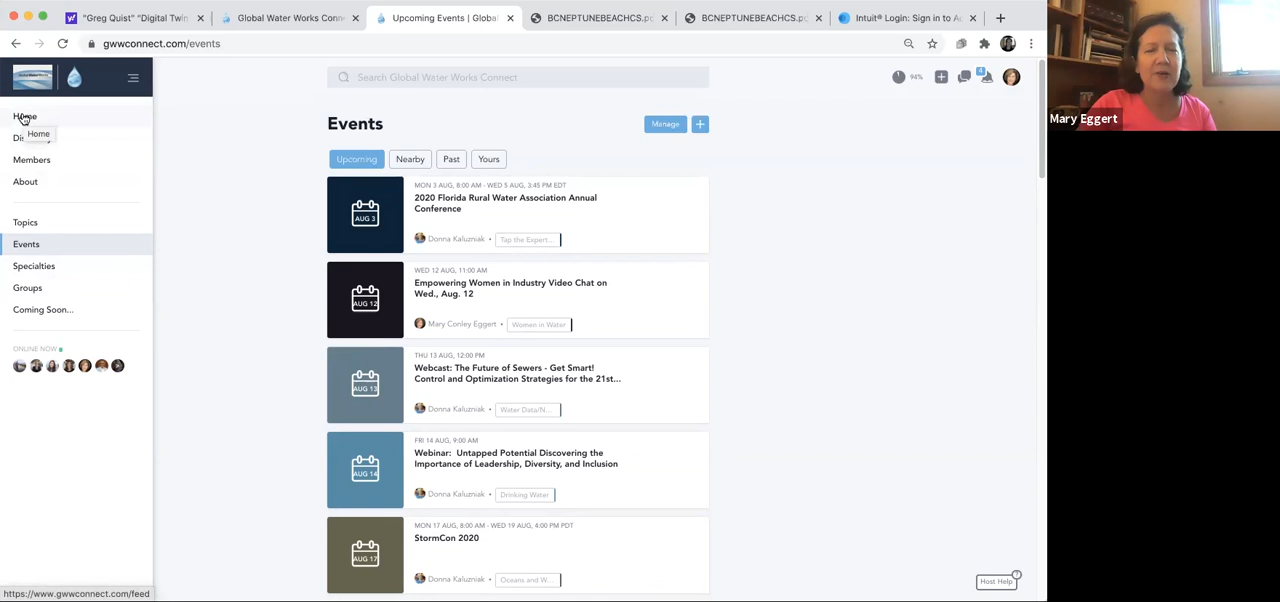 "Greg Quist" "Digital Twin
Global Water Works Conne
Upcoming Events | Global
BCNEPTUNEBEACHCS.pd
BCNEPTUNEBEACHCS.pd
Intuit® Login: Sign in to Ac
gwwconnect.com/events
Search Global Water Works Connect
94%
4
Home
Home
Members
About
Topics
Events
Specialties
Groups
Coming Soon...
ONLINE NOW
Events
Manage
Upcoming
Nearby
Past
Yours
MON 3 AUG, 8:00 AM - WED 5 AUG, 3:45 PM EDT
2020 Florida Rural Water Association Annual
Conference
AUG 3
Donna Kaluzniak • Tap the Expert...
WED 12 AUG, 11:00 AM
Empowering Women in Industry Video Chat on
Wed., Aug. 12
AUG 12
Mary Conley Eggert • Women in Water
THU 13 AUG, 12:00 PM
Webcast: The Future of Sewers - Get Smart!
Control and Optimization Strategies for the 21st...
AUG 13
Donna Kaluzniak • Water Data/N...
FRI 14 AUG, 9:00 AM
Webinar: Untapped Potential Discovering the
Importance of Leadership, Diversity, and Inclusion
AUG 14
Donna Kaluzniak • Drinking Water
MON 17 AUG, 8:00 AM - WED 19 AUG, 4:00 PM PDT
StormCon 2020
AUG 17
Donna Kaluzniak • Oceans and W...
Host Help
?
https://www.gwwconnect.com/feed
Mary Eggert